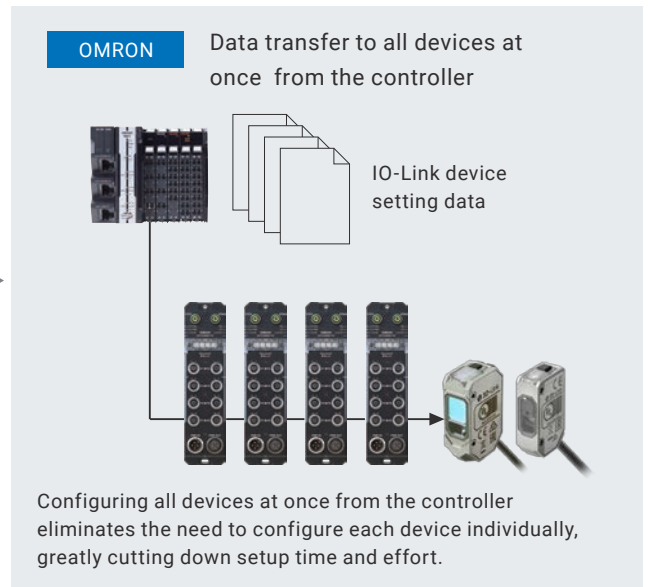 OMRON
Data transfer to all devices at
once from the controller
IO-Link device
setting data
Configuring all devices at once from the controller
eliminates the need to configure each device individually,
greatly cutting down setup time and effort.